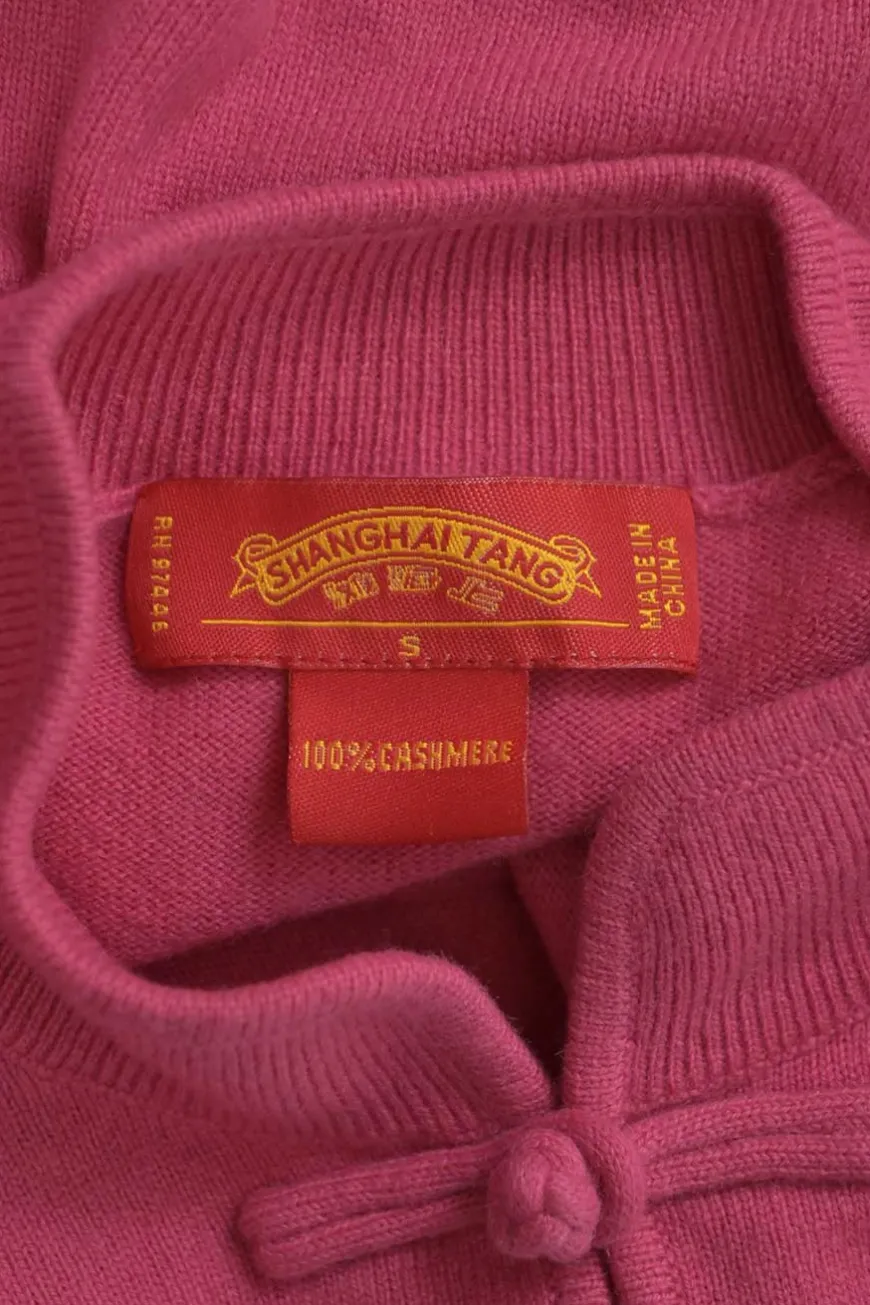 SHANGHAI TANG
S
RN 97446
MADE IN
CHINA
100% CASHMERE